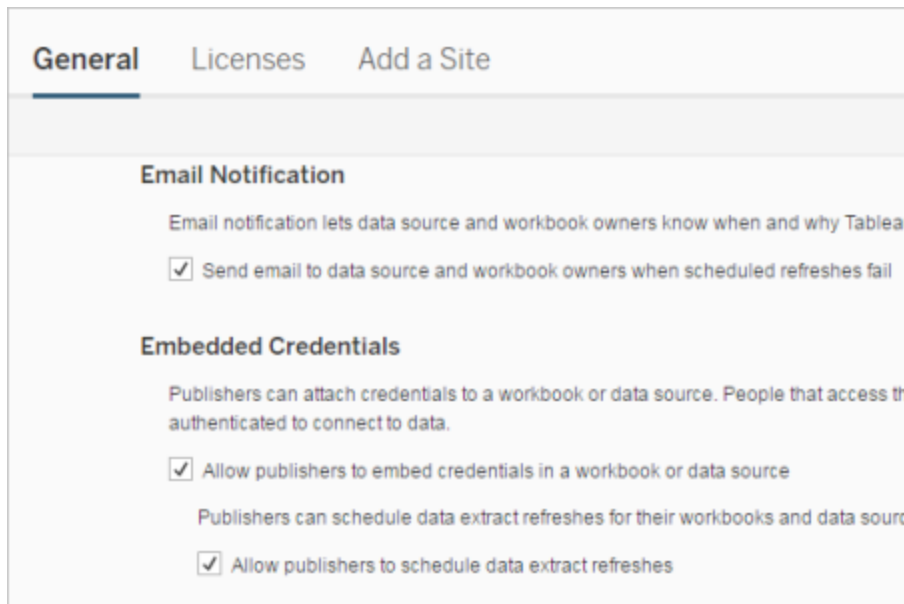 General Licenses Add a Site
Email Notification
Email notification lets data source and workbook owners know when and why Tablea
Send email to data source and workbook owners when scheduled refreshes fail
Embedded Credentials
Publishers can attach credentials to a workbook or data source. People that access th
authenticated to connect to data.
Allow publishers to embed credentials in a workbook or data source
Publishers can schedule data extract refreshes for their workbooks and data sourc
Allow publishers to schedule data extract refreshes